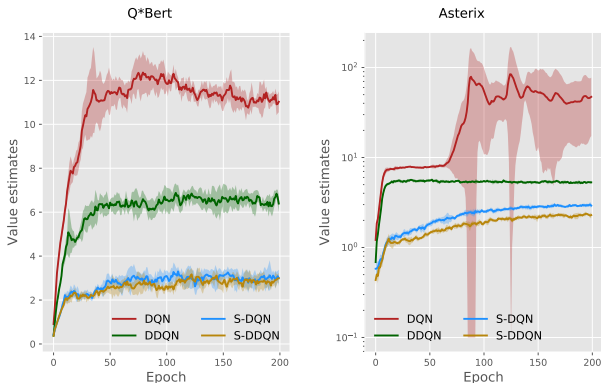 Q*Bert
Asterix
Value estimates
14
12
10
8
6
4
2
0
DQN
DDQN
S-DQN
S-DDQN
0
50
100
150
200
Epoch
Value estimates
10²
10¹
10⁰
10⁻¹
DQN
DDQN
S-DQN
S-DDQN
0
50
100
150
200
Epoch